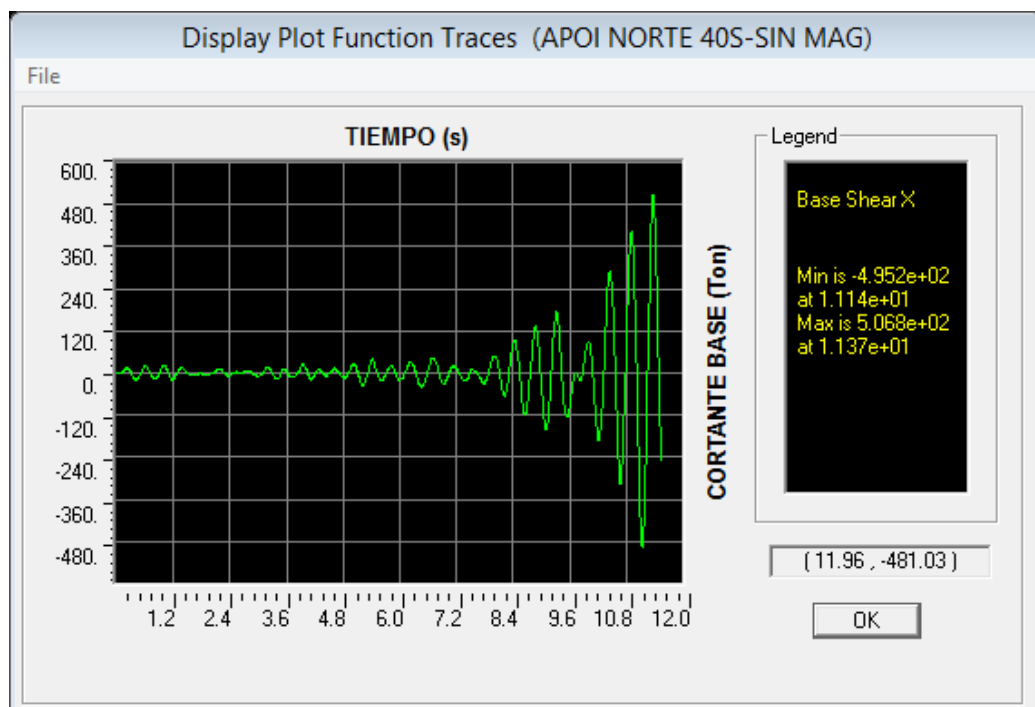 Display Plot Function Traces (APOI NORTE 40S-SIN MAG)
File
TIEMPO (s)
600.
480.
360.
240.
120.
0.
-120.
-240.
-360.
-480.
1.2 2.4 3.6 4.8 6.0 7.2 8.4 9.6 10.8 12.0
CORTANTE BASE (Ton)
Legend
Base Shear X
Min is -4.952e+02
at 1.114e+01
Max is 5.068e+02
at 1.137e+01
( 11.96 , -481.03 )
OK